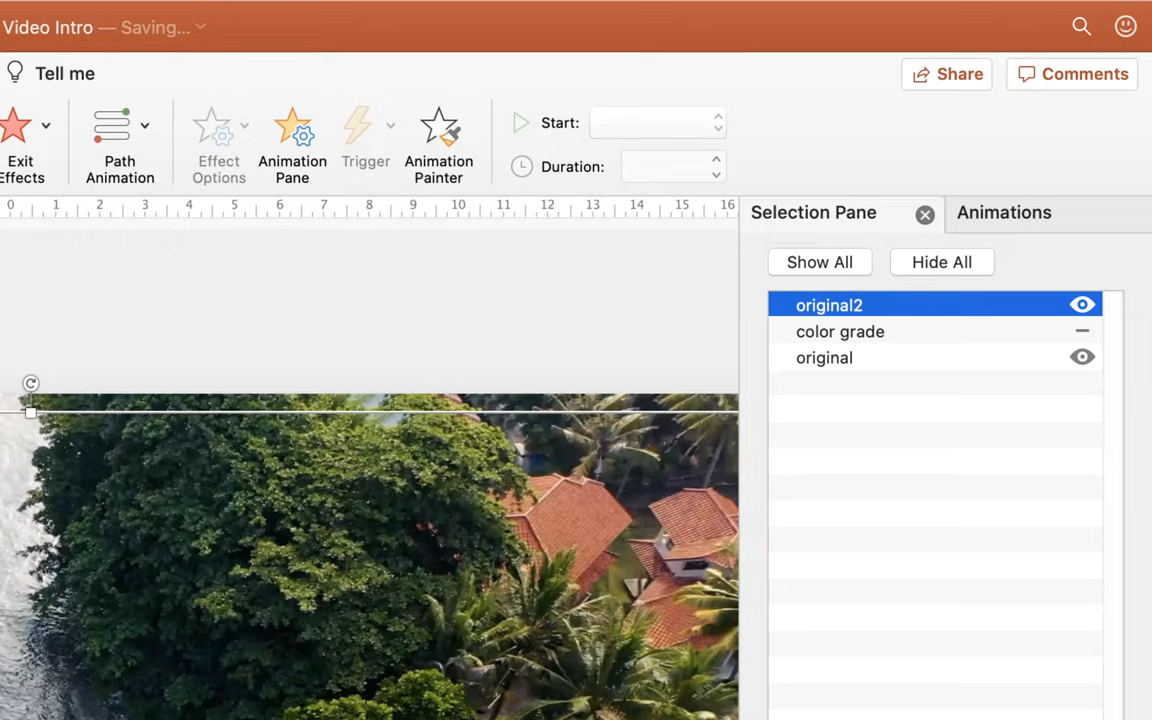 Video Intro — Saving...
Tell me
Share
Comments
Exit Effects
Path Animation
Effect Options
Animation Pane
Trigger
Animation Painter
Start:
Duration:
0 1 2 3 4 5 6 7 8 9 10 11 12 13 14 15 16
Selection Pane
Animations
Show All
Hide All
original2
color grade
original